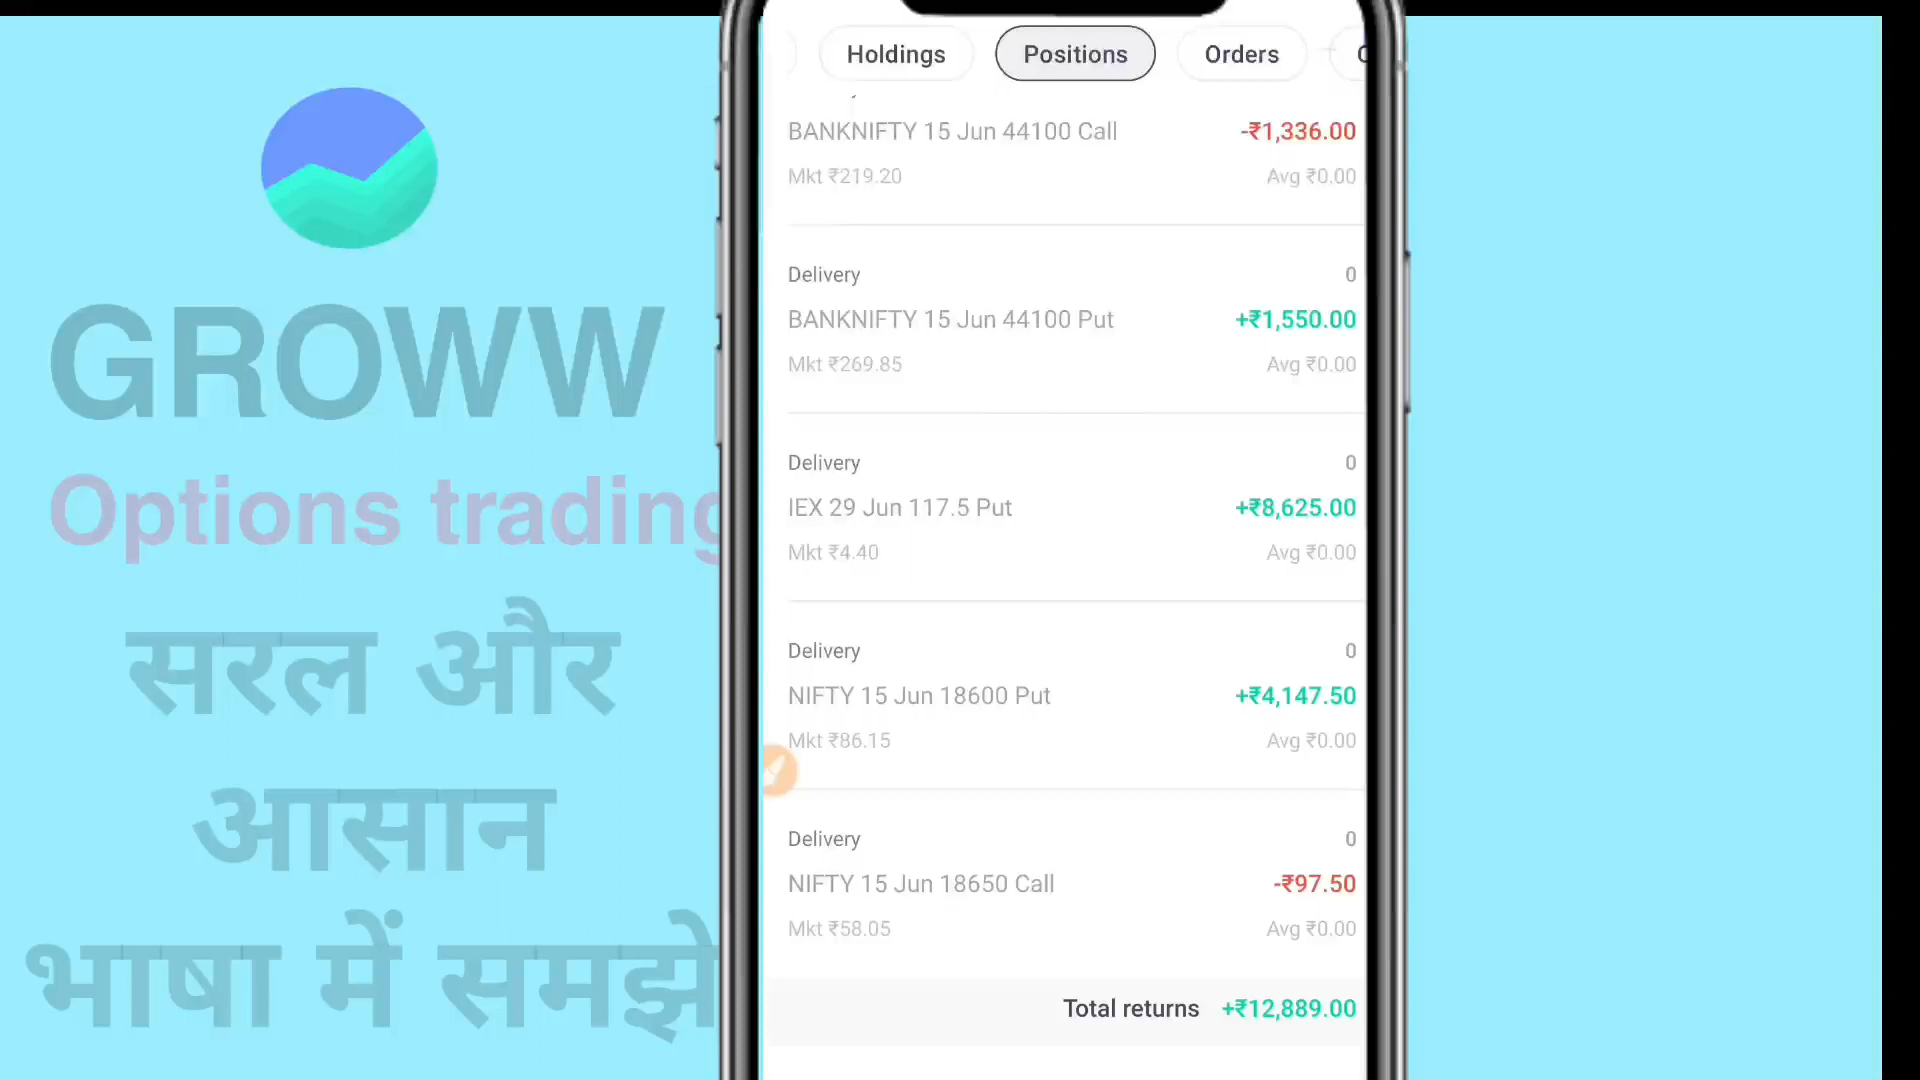 GROWW
Options trading
सरल और
आसान
भाषा में समझे
Holdings Positions Orders
BANKNIFTY 15 Jun 44100 Call -₹1,336.00
Mkt ₹219.20 Avg ₹0.00
Delivery 0
BANKNIFTY 15 Jun 44100 Put +₹1,550.00
Mkt ₹269.85 Avg ₹0.00
Delivery 0
IEX 29 Jun 117.5 Put +₹8,625.00
Mkt ₹4.40 Avg ₹0.00
Delivery 0
NIFTY 15 Jun 18600 Put +₹4,147.50
Mkt ₹86.15 Avg ₹0.00
Delivery 0
NIFTY 15 Jun 18650 Call -₹97.50
Mkt ₹58.05 Avg ₹0.00
Total returns +₹12,889.00